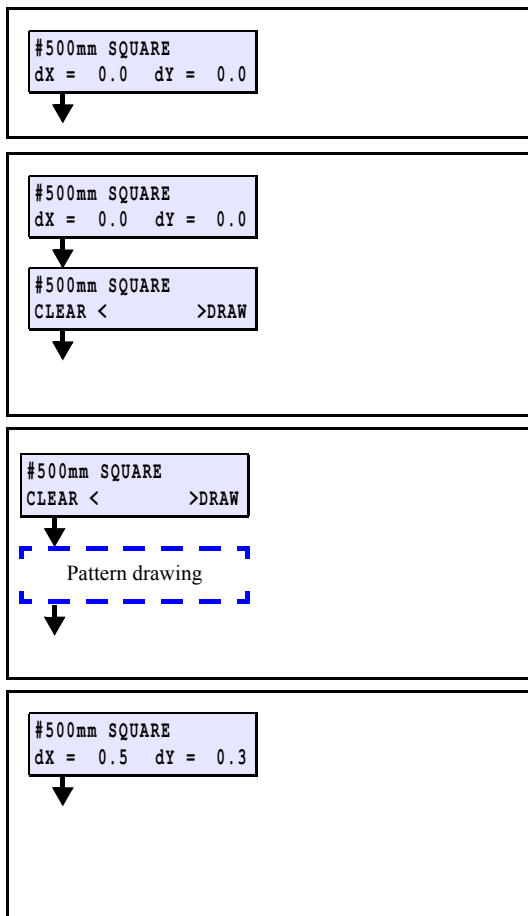 #500mm SQUARE
dX =  0.0  dY =  0.0
#500mm SQUARE
dX =  0.0  dY =  0.0
#500mm SQUARE
CLEAR <        >DRAW
#500mm SQUARE
CLEAR <        >DRAW
Pattern drawing
#500mm SQUARE
dX =  0.5  dY =  0.3